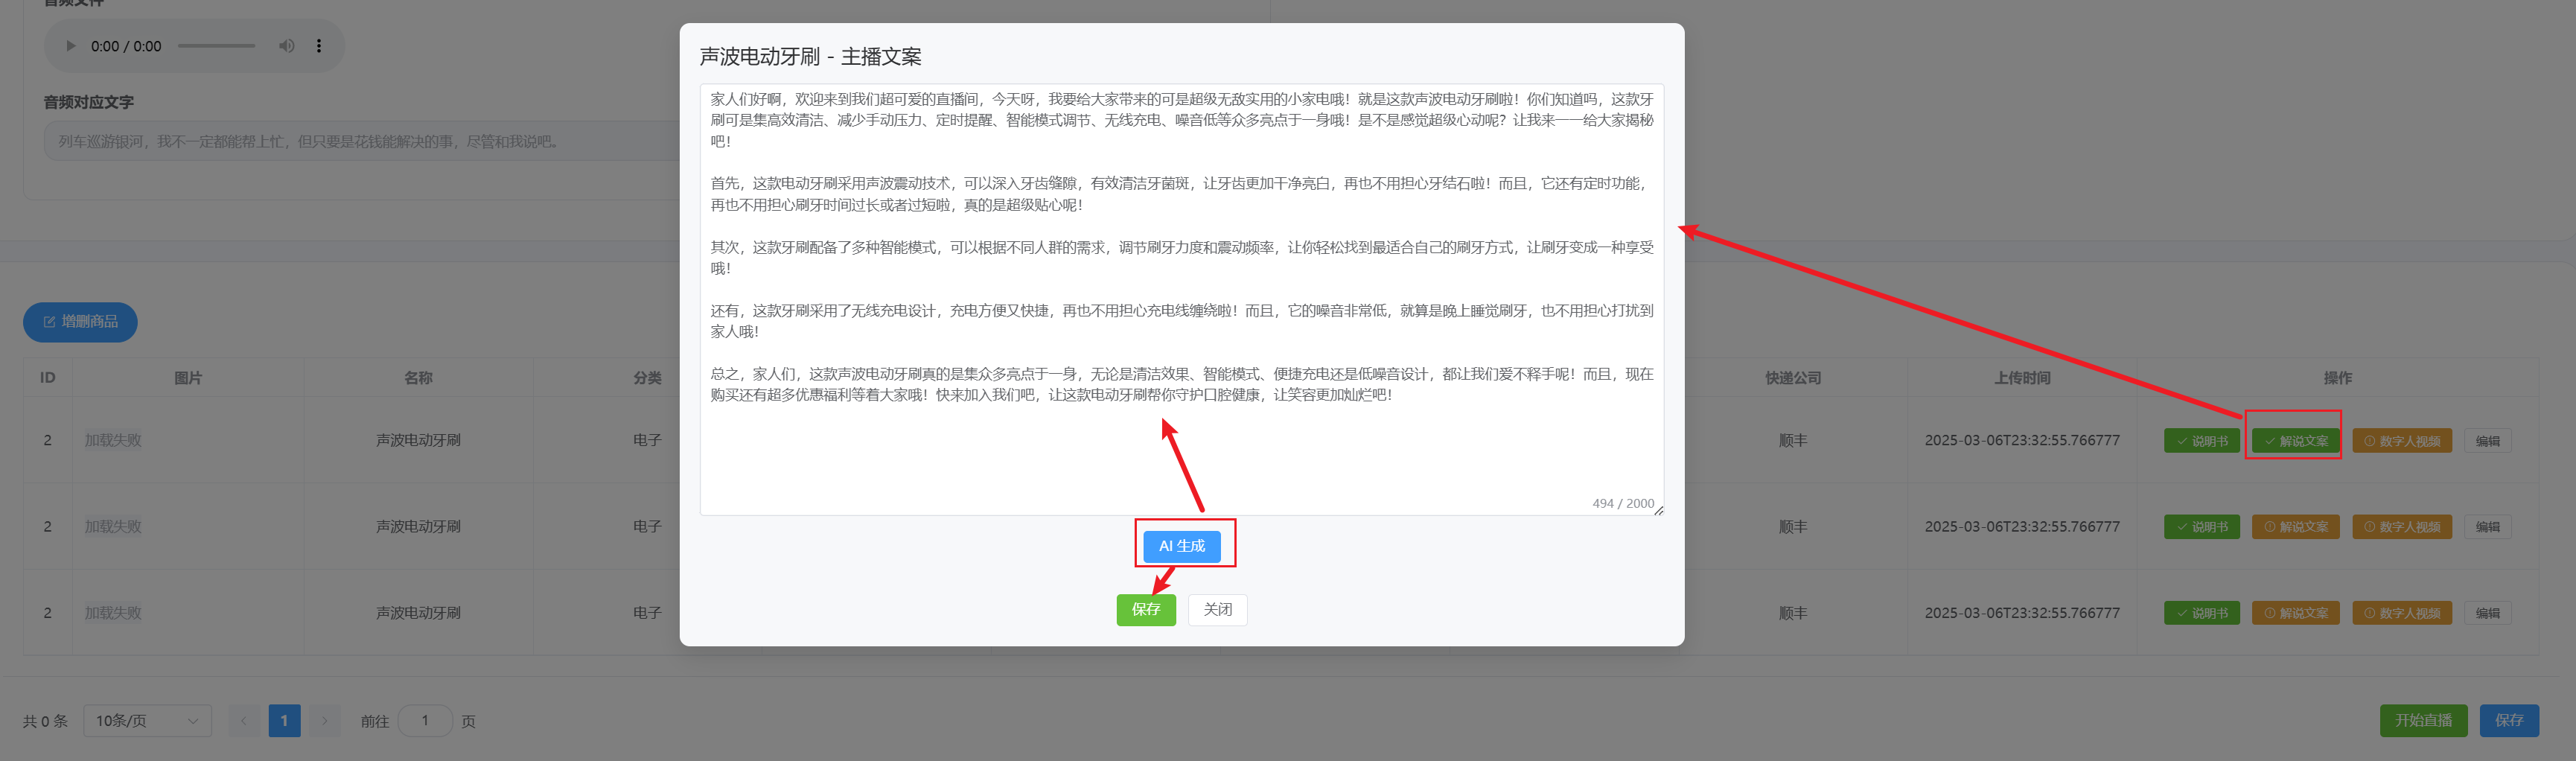 音频文件
0:00 / 0:00
音频对应文字
列车巡游银河，我不一定都能帮上忙，但只要是花钱能解决的事，尽管和我说吧。
声波电动牙刷 - 主播文案
家人们好啊，欢迎来到我们超可爱的直播间，今天呀，我要给大家带来的可是超级无敌实用的小家电哦！就是这款声波电动牙刷啦！你们知道吗，这款牙
刷可是集高效清洁、减少手动压力、定时提醒、智能模式调节、无线充电、噪音低等众多亮点于一身哦！是不是感觉超级心动呢？让我来一一给大家揭秘
吧！
首先，这款电动牙刷采用声波震动技术，可以深入牙齿缝隙，有效清洁牙菌斑，让牙齿更加干净亮白，再也不用担心牙结石啦！而且，它还有定时功能，
再也不用担心刷牙时间过长或者过短啦，真的是超级贴心呢！
其次，这款牙刷配备了多种智能模式，可以根据不同人群的需求，调节刷牙力度和震动频率，让你轻松找到最适合自己的刷牙方式，让刷牙变成一种享受
哦！
还有，这款牙刷采用了无线充电设计，充电方便又快捷，再也不用担心充电线缠绕啦！而且，它的噪音非常低，就算是晚上睡觉刷牙，也不用担心打扰到
家人哦！
总之，家人们，这款声波电动牙刷真的是集众多亮点于一身，无论是清洁效果、智能模式、便捷充电还是低噪音设计，都让我们爱不释手呢！而且，现在
购买还有超多优惠福利等着大家哦！快来加入我们吧，让这款电动牙刷帮你守护口腔健康，让笑容更加灿烂吧！
494 / 2000
AI 生成
保存 关闭
增删商品
ID 图片 名称 分类 快递公司 上传时间 操作
2 加载失败 声波电动牙刷 电子 顺丰 2025-03-06T23:32:55.766777 说明书 解说文案 数字人视频 编辑
2 加载失败 声波电动牙刷 电子 顺丰 2025-03-06T23:32:55.766777 说明书 解说文案 数字人视频 编辑
2 加载失败 声波电动牙刷 电子 顺丰 2025-03-06T23:32:55.766777 说明书 解说文案 数字人视频 编辑
共 0 条 10条/页 1 前往 1 页 开始直播 保存